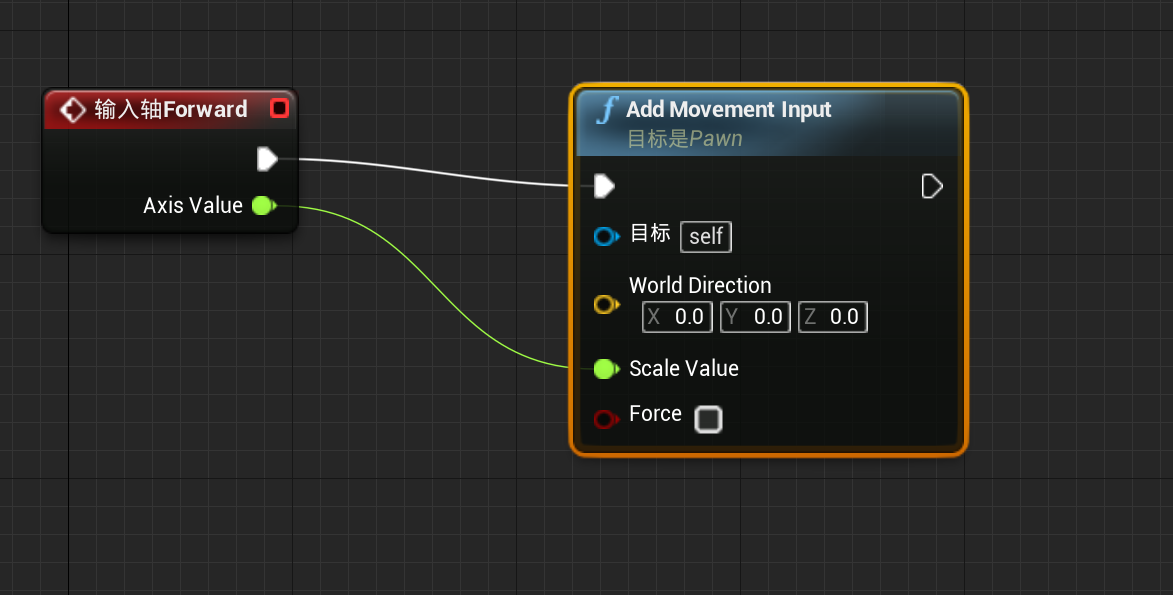 输入轴Forward
Axis Value
Add Movement Input
目标是Pawn
目标 self
World Direction
X 0.0 Y 0.0 Z 0.0
Scale Value
Force